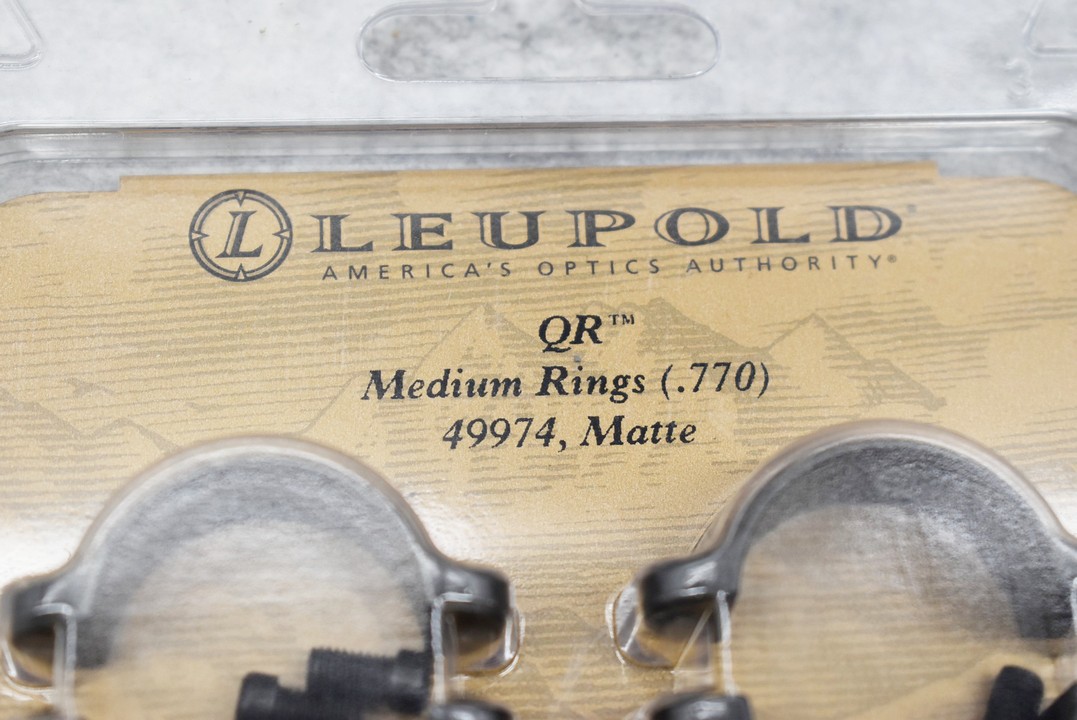 L LEUPOLD®
AMERICA'S OPTICS AUTHORITY®
QR™
Medium Rings (.770)
49974, Matte